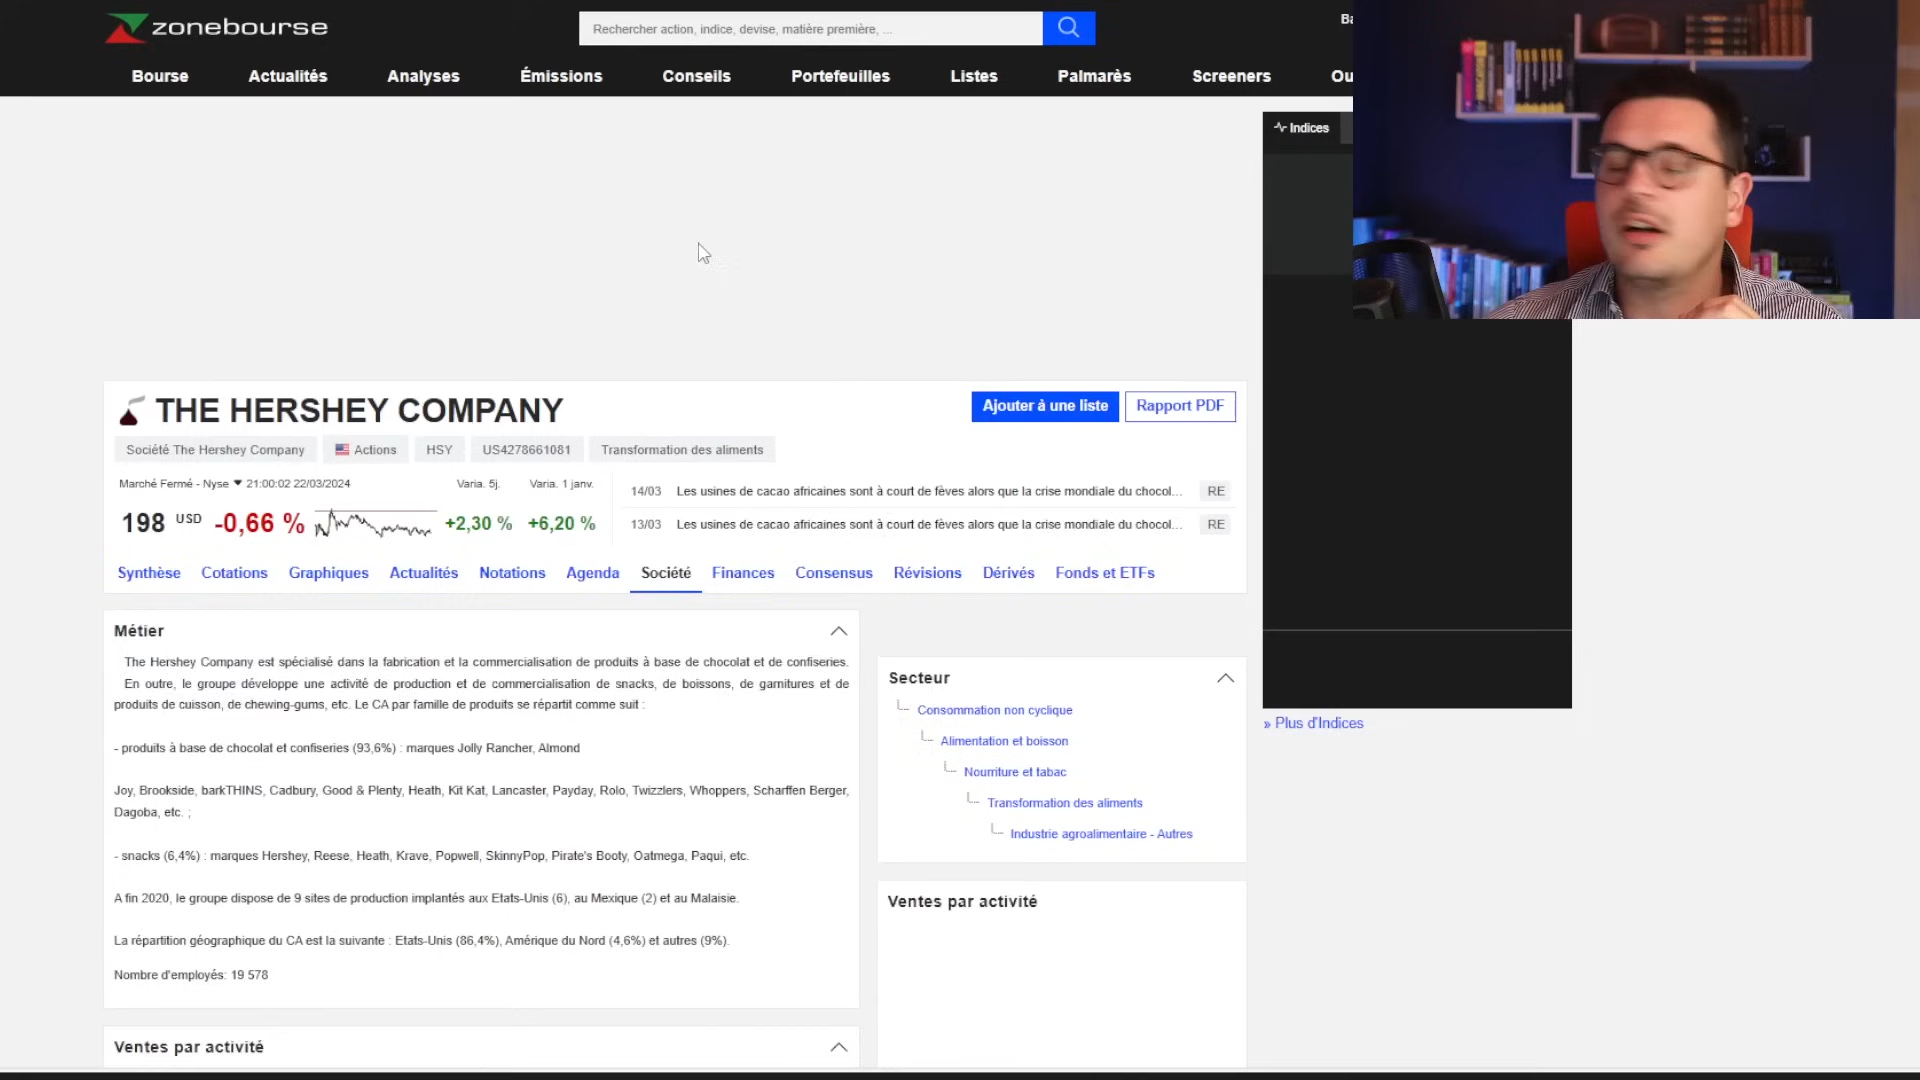 zonebourse
Rechercher action, indice, devise, matière première, ...
Ba
Bourse Actualités Analyses Émissions Conseils Portefeuilles Listes Palmarès Screeners Ou
Indices
THE HERSHEY COMPANY
Ajouter à une liste Rapport PDF
Société The Hershey Company Actions HSY US4278661081 Transformation des aliments
Marché Fermé - Nyse 21:00:02 22/03/2024 Varia. 5j. Varia. 1 janv.
198 USD -0,66 % +2,30 % +6,20 %
14/03 Les usines de cacao africaines sont à court de fèves alors que la crise mondiale du chocol... RE
13/03 Les usines de cacao africaines sont à court de fèves alors que la crise mondiale du chocol... RE
Synthèse Cotations Graphiques Actualités Notations Agenda Société Finances Consensus Révisions Dérivés Fonds et ETFs
Métier
The Hershey Company est spécialisé dans la fabrication et la commercialisation de produits à base de chocolat et de confiseries.
En outre, le groupe développe une activité de production et de commercialisation de snacks, de boissons, de garnitures et de
produits de cuisson, de chewing-gums, etc. Le CA par famille de produits se répartit comme suit :
- produits à base de chocolat et confiseries (93,6%) : marques Jolly Rancher, Almond
Joy, Brookside, barkTHINS, Cadbury, Good & Plenty, Heath, Kit Kat, Lancaster, Payday, Rolo, Twizzlers, Whoppers, Scharffen Berger,
Dagoba, etc. ;
- snacks (6,4%) : marques Hershey, Reese, Heath, Krave, Popwell, SkinnyPop, Pirate's Booty, Oatmega, Paqui, etc.
A fin 2020, le groupe dispose de 9 sites de production implantés aux Etats-Unis (6), au Mexique (2) et au Malaisie.
La répartition géographique du CA est la suivante : Etats-Unis (86,4%), Amérique du Nord (4,6%) et autres (9%).
Nombre d'employés: 19 578
Ventes par activité
Secteur
Consommation non cyclique
Alimentation et boisson
Nourriture et tabac
Transformation des aliments
Industrie agroalimentaire - Autres
Ventes par activité
» Plus d'Indices